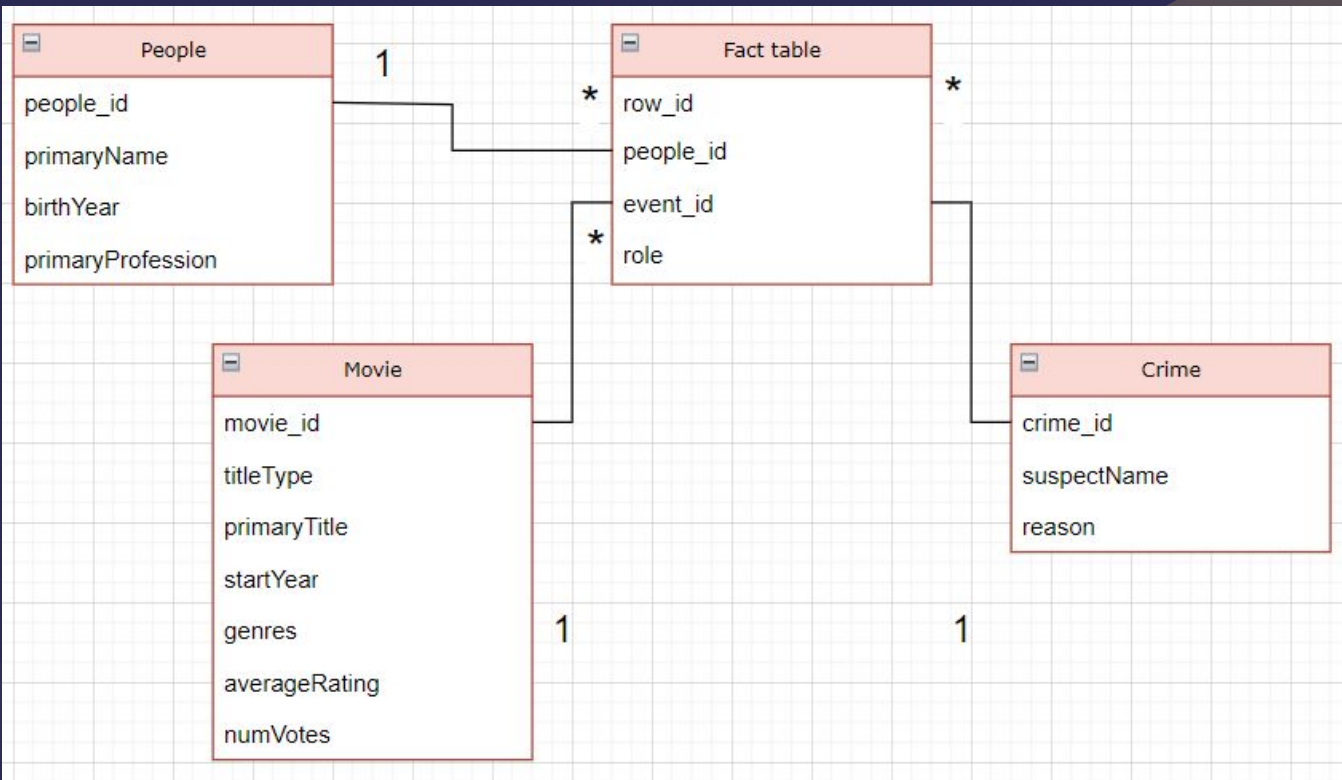 People
people_id
primaryName
birthYear
primaryProfession
1
*
Fact table
row_id
people_id
event_id
role
*
*
Movie
movie_id
titleType
primaryTitle
startYear
genres
averageRating
numVotes
1
Crime
crime_id
suspectName
reason
1